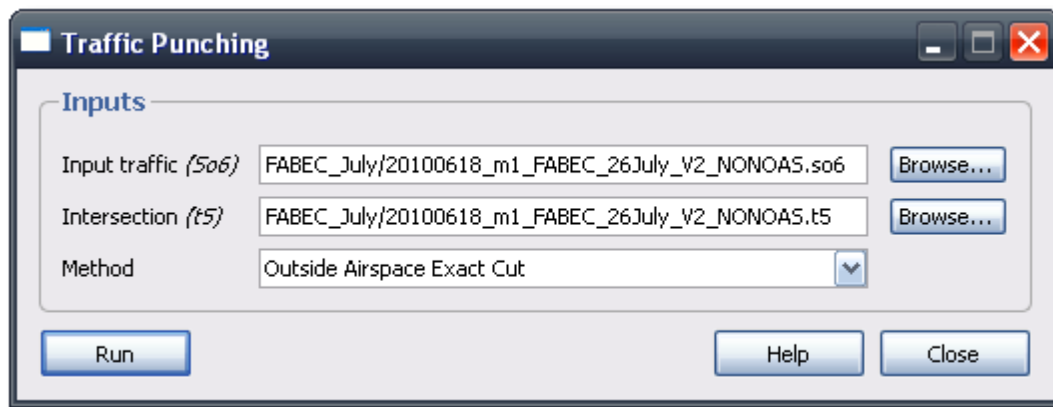 Traffic Punching
Inputs
Input traffic (So6) FABEC_July/20100618_m1_FABEC_26July_V2_NONOAS.so6 Browse...
Intersection (t5) FABEC_July/20100618_m1_FABEC_26July_V2_NONOAS.t5 Browse...
Method Outside Airspace Exact Cut
Run Help Close